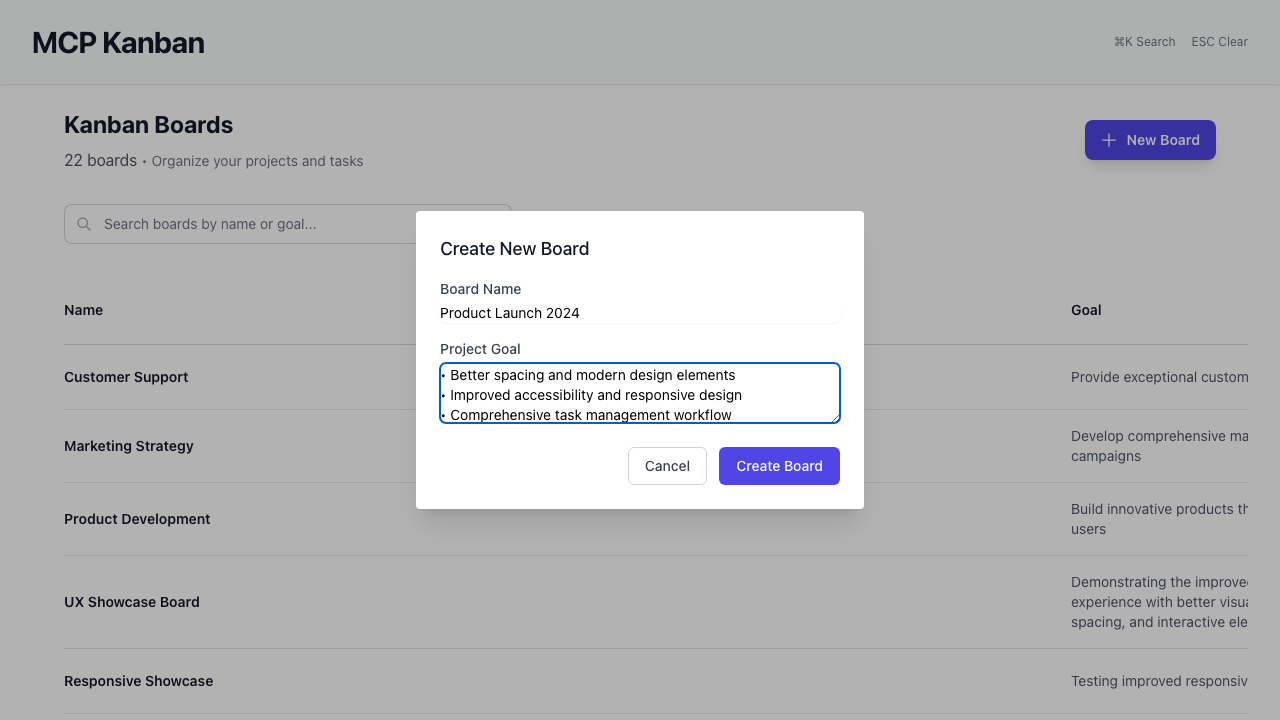 MCP Kanban
⌘K Search ESC Clear
Kanban Boards
22 boards • Organize your projects and tasks
New Board
Search boards by name or goal...
Create New Board
Board Name
Product Launch 2024
Project Goal
• Better spacing and modern design elements
• Improved accessibility and responsive design
• Comprehensive task management workflow
Cancel Create Board
Name Goal
Customer Support Provide exceptional custom
Marketing Strategy Develop comprehensive ma
campaigns
Product Development Build innovative products th
users
UX Showcase Board Demonstrating the improve
experience with better visua
spacing, and interactive ele
Responsive Showcase Testing improved responsiv